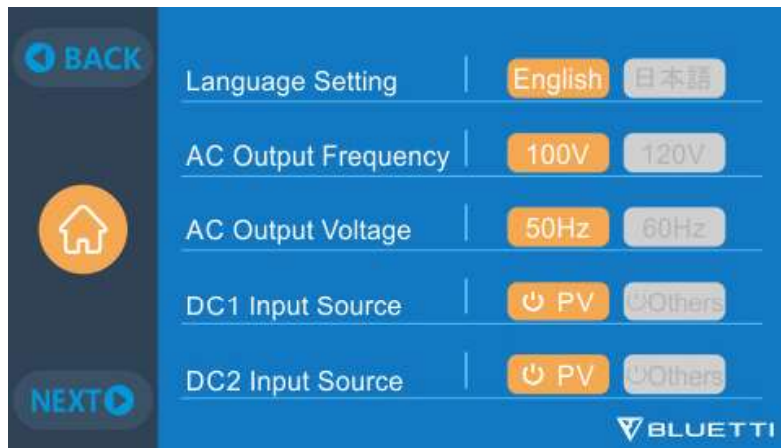 BACK
Language Setting English 日本語
AC Output Frequency 100V 120V
AC Output Voltage 50Hz 60Hz
DC1 Input Source PV Others
DC2 Input Source PV Others
NEXT
BLUETTI